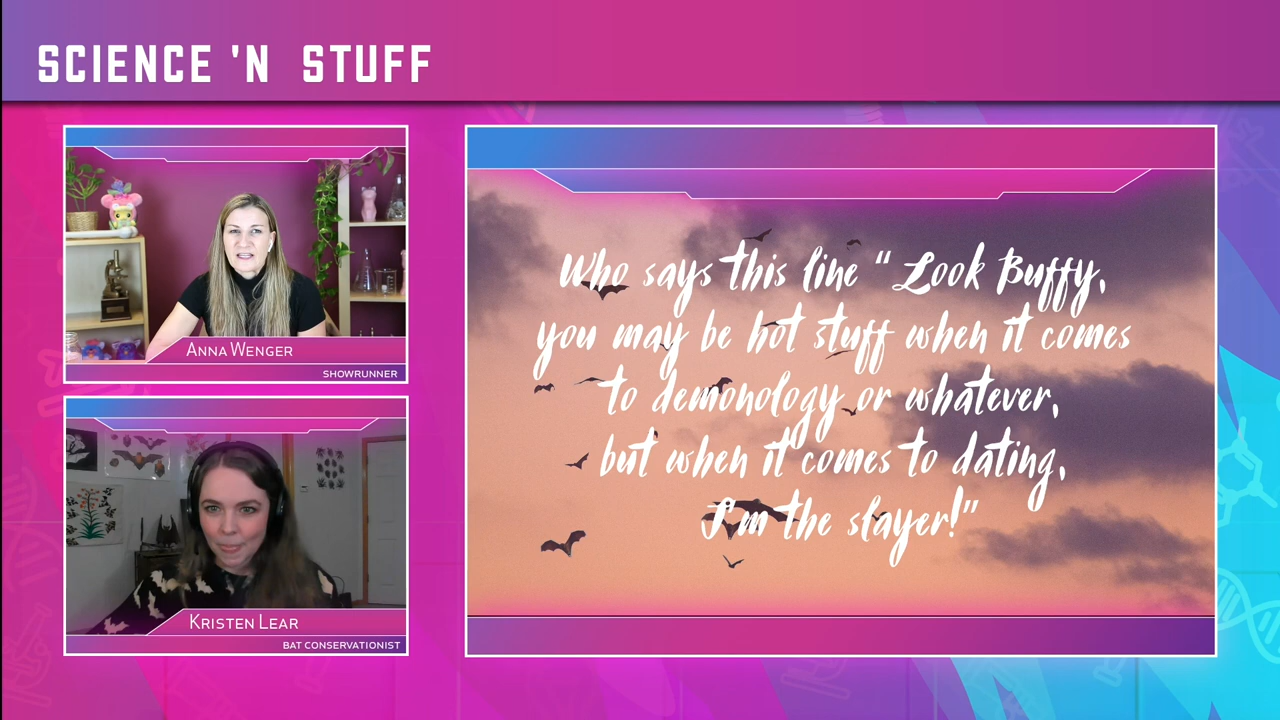 SCIENCE 'N STUFF
ANNA WENGER
SHOWRUNNER
KRISTEN LEAR
BAT CONSERVATIONIST
Who says this line “Look Buffy,
you may be hot stuff when it comes
to demonology or whatever,
but when it comes to dating,
I'm the slayer!”